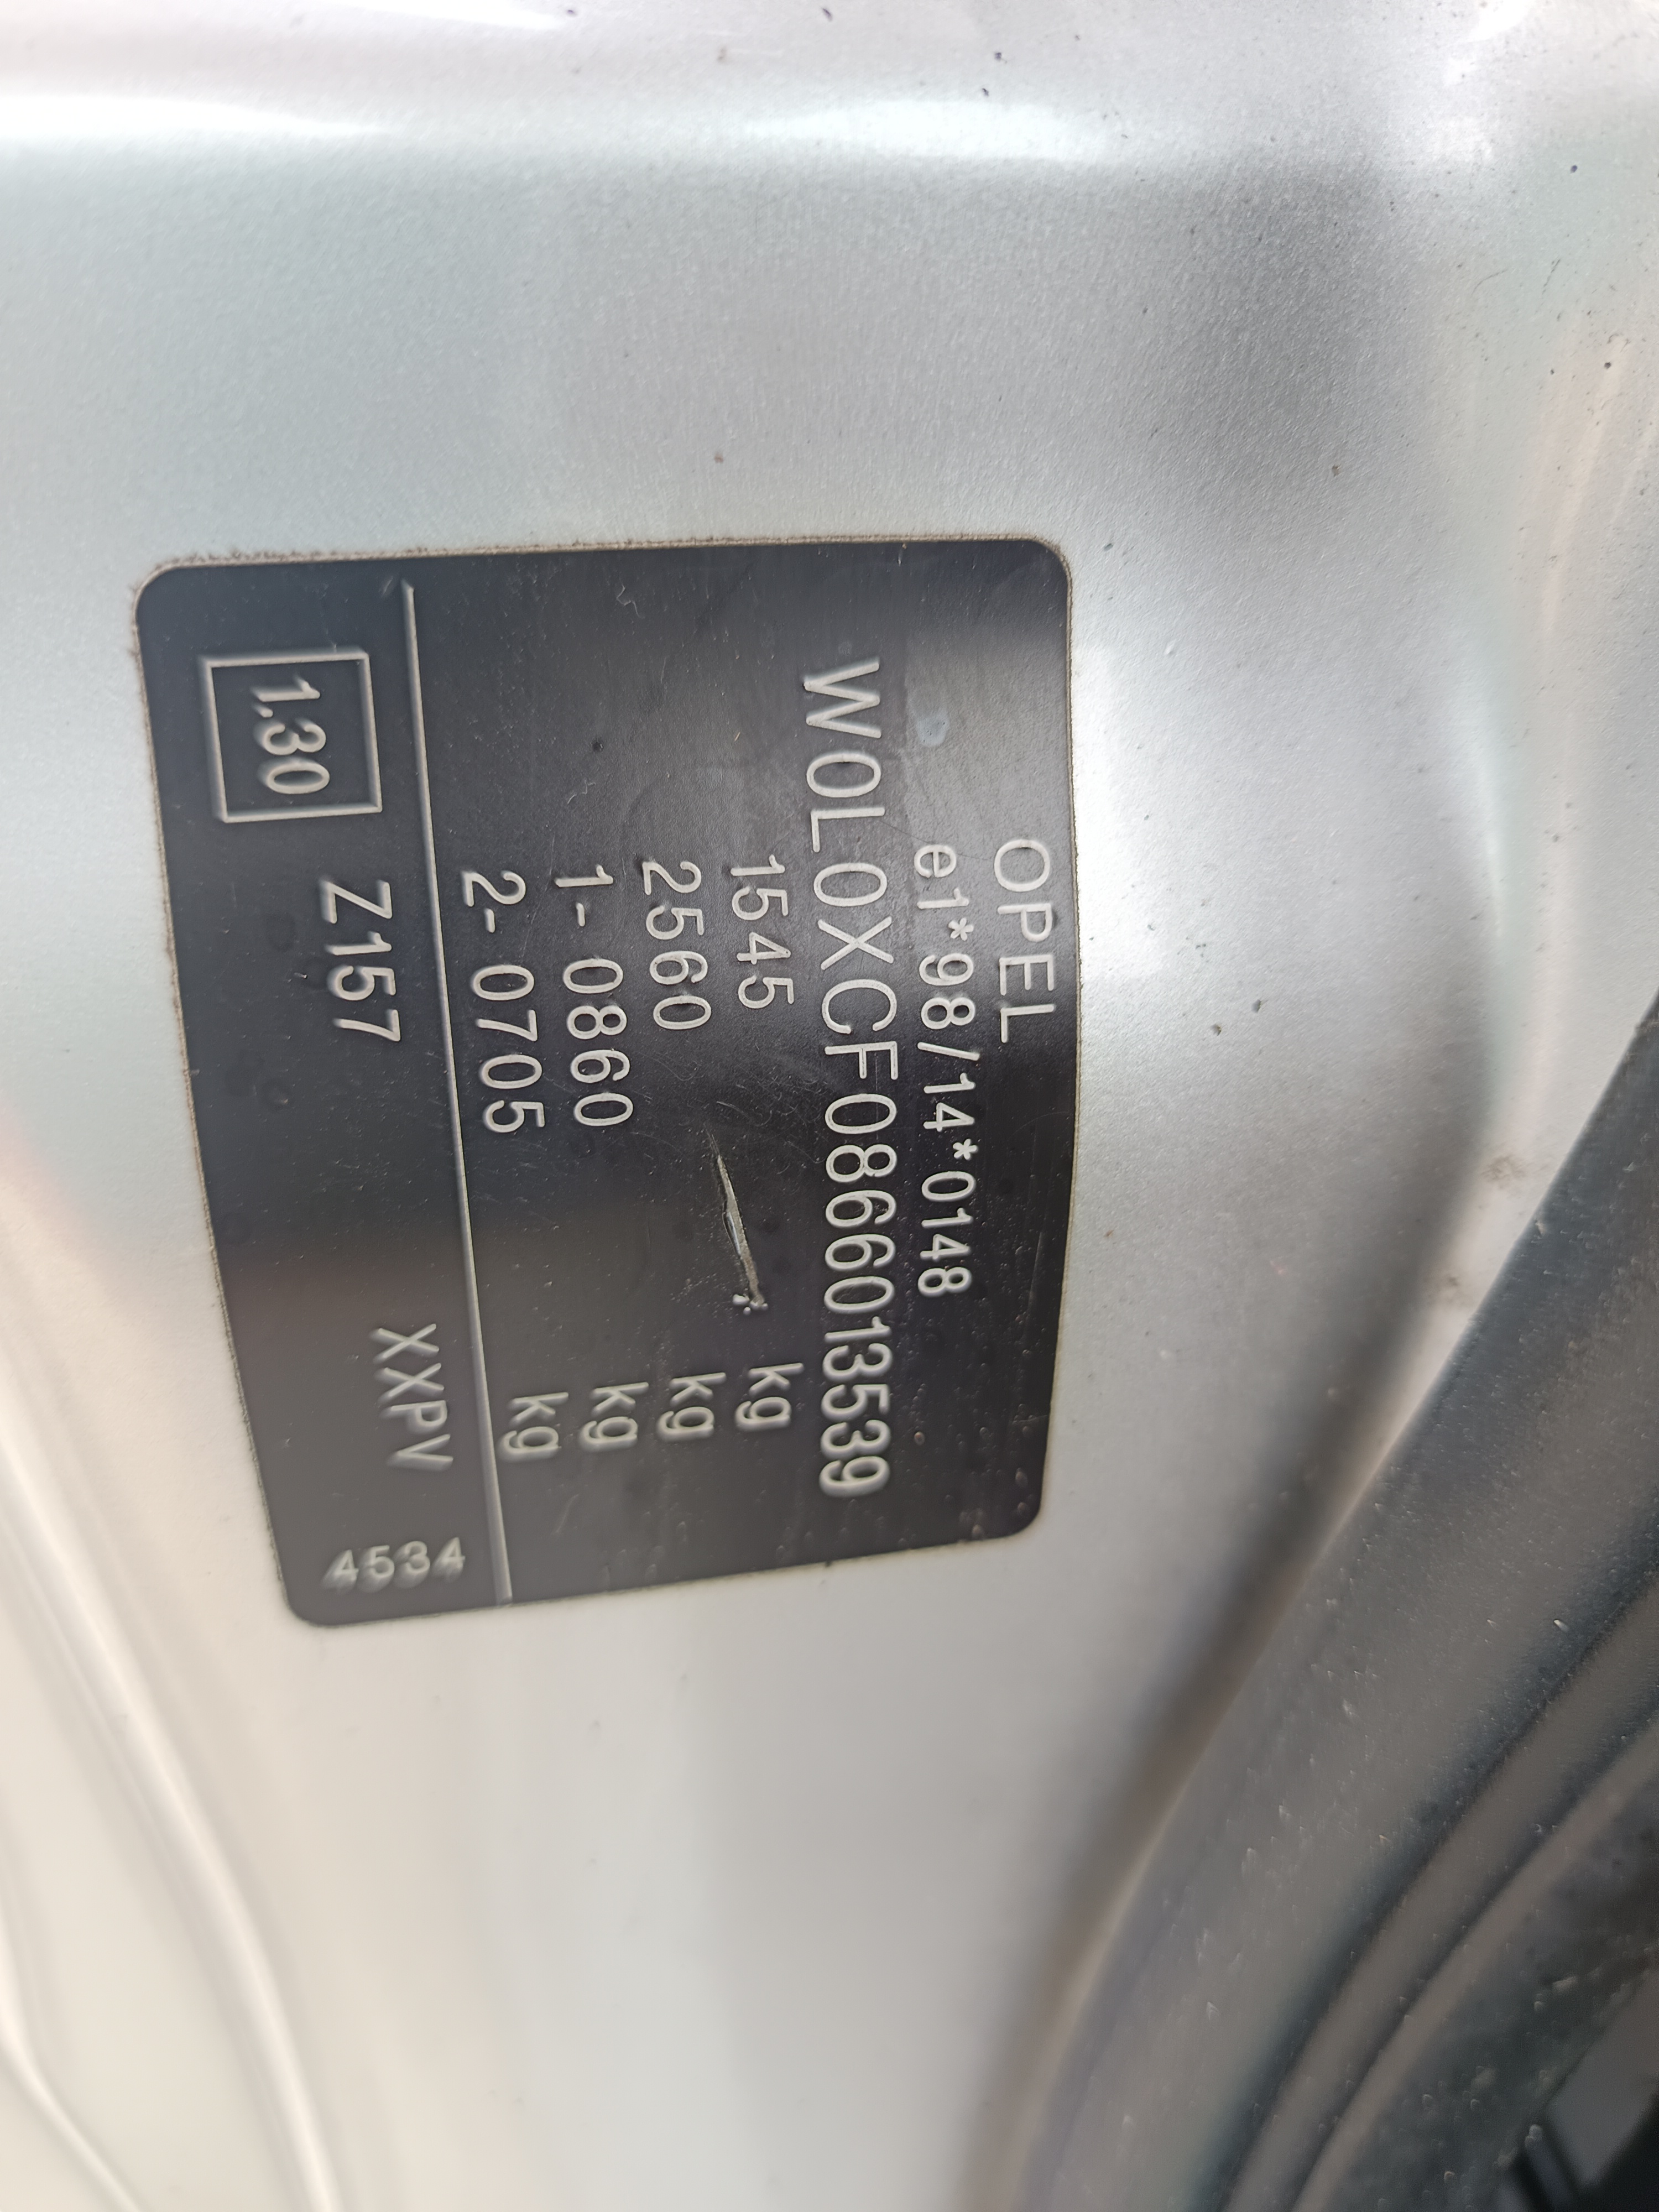 OPEL
e1*98/14*0148
W0L0XCF0866013539
1545 kg
2560 kg
1- 0860 kg
2- 0705 kg
1.30 Z157 XXPV 4534